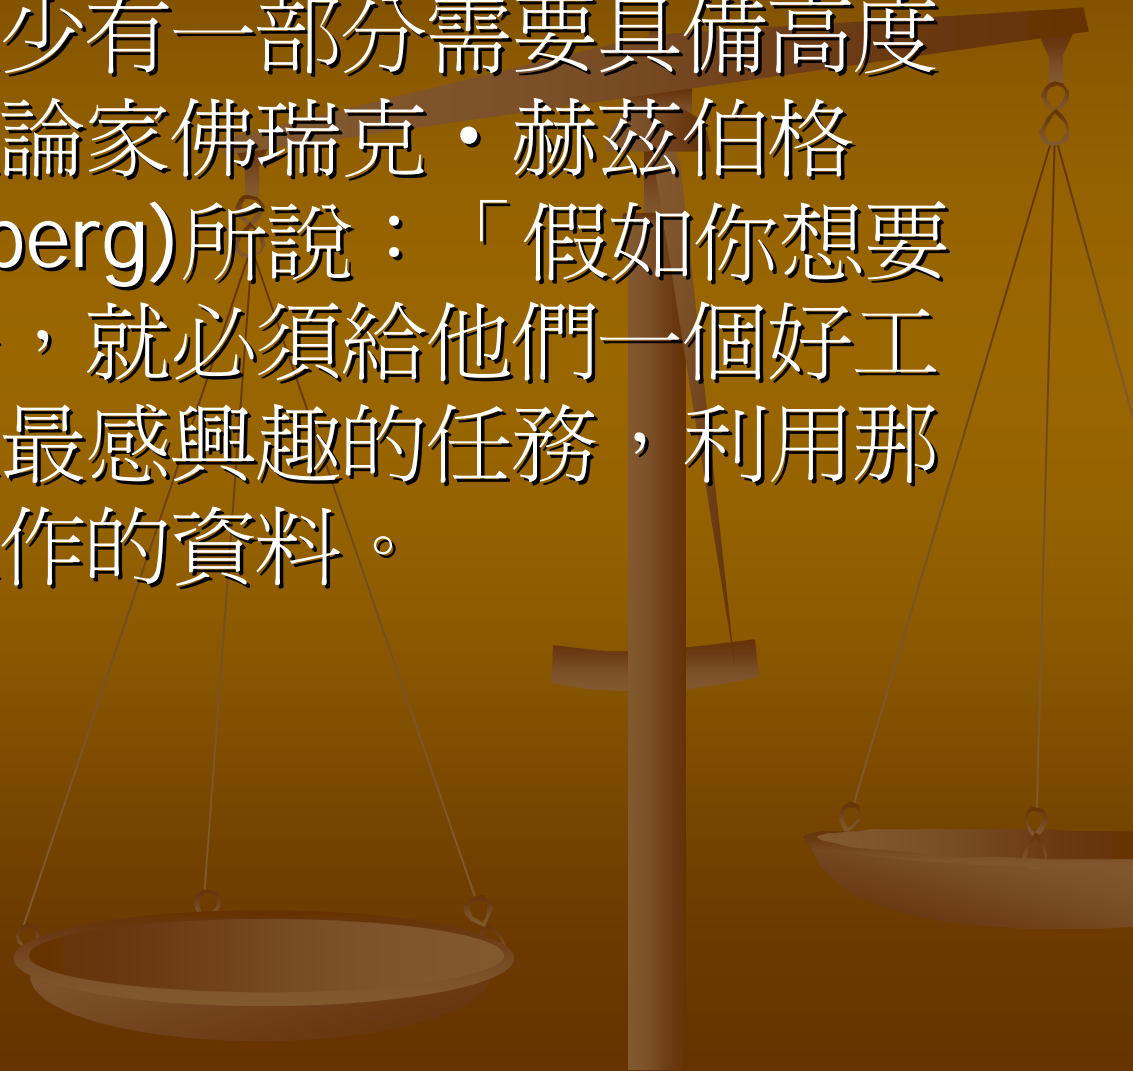 少有一部分需要具備高度
論家佛瑞克・赫茲伯格
berg)所說：「假如你想要
，就必須給他們一個好工
最感興趣的任務，利用那
作的資料。